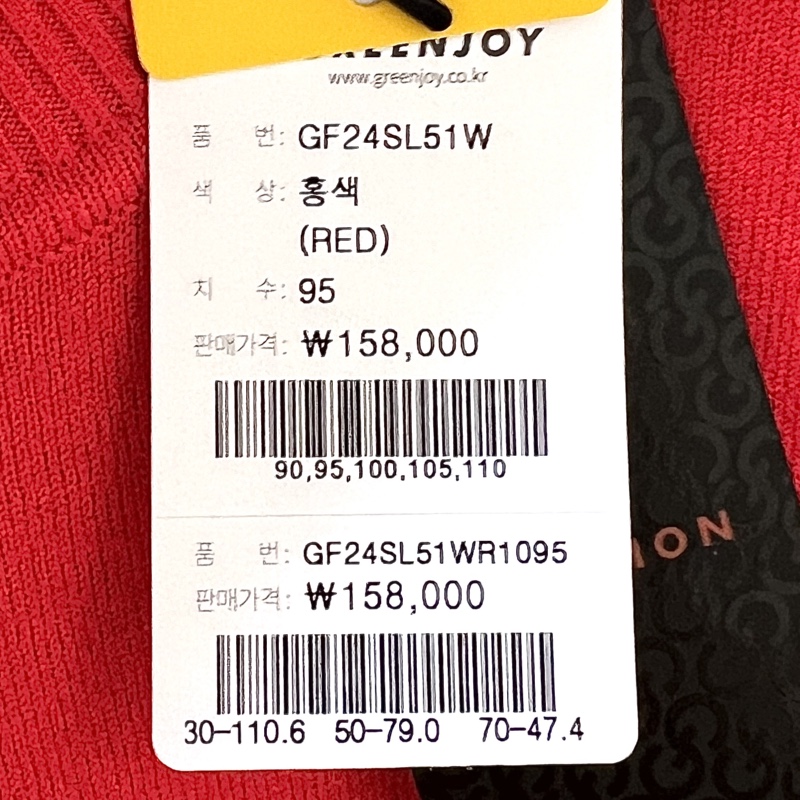 GREENJOY
www.greenjoy.co.kr
품 번: GF24SL51W
색 상: 홍색
(RED)
치 수: 95
판매가격: ₩158,000
90,95,100,105,110
품 번: GF24SL51WR1095
판매가격: ₩158,000
30-110.6 50-79.0 70-47.4